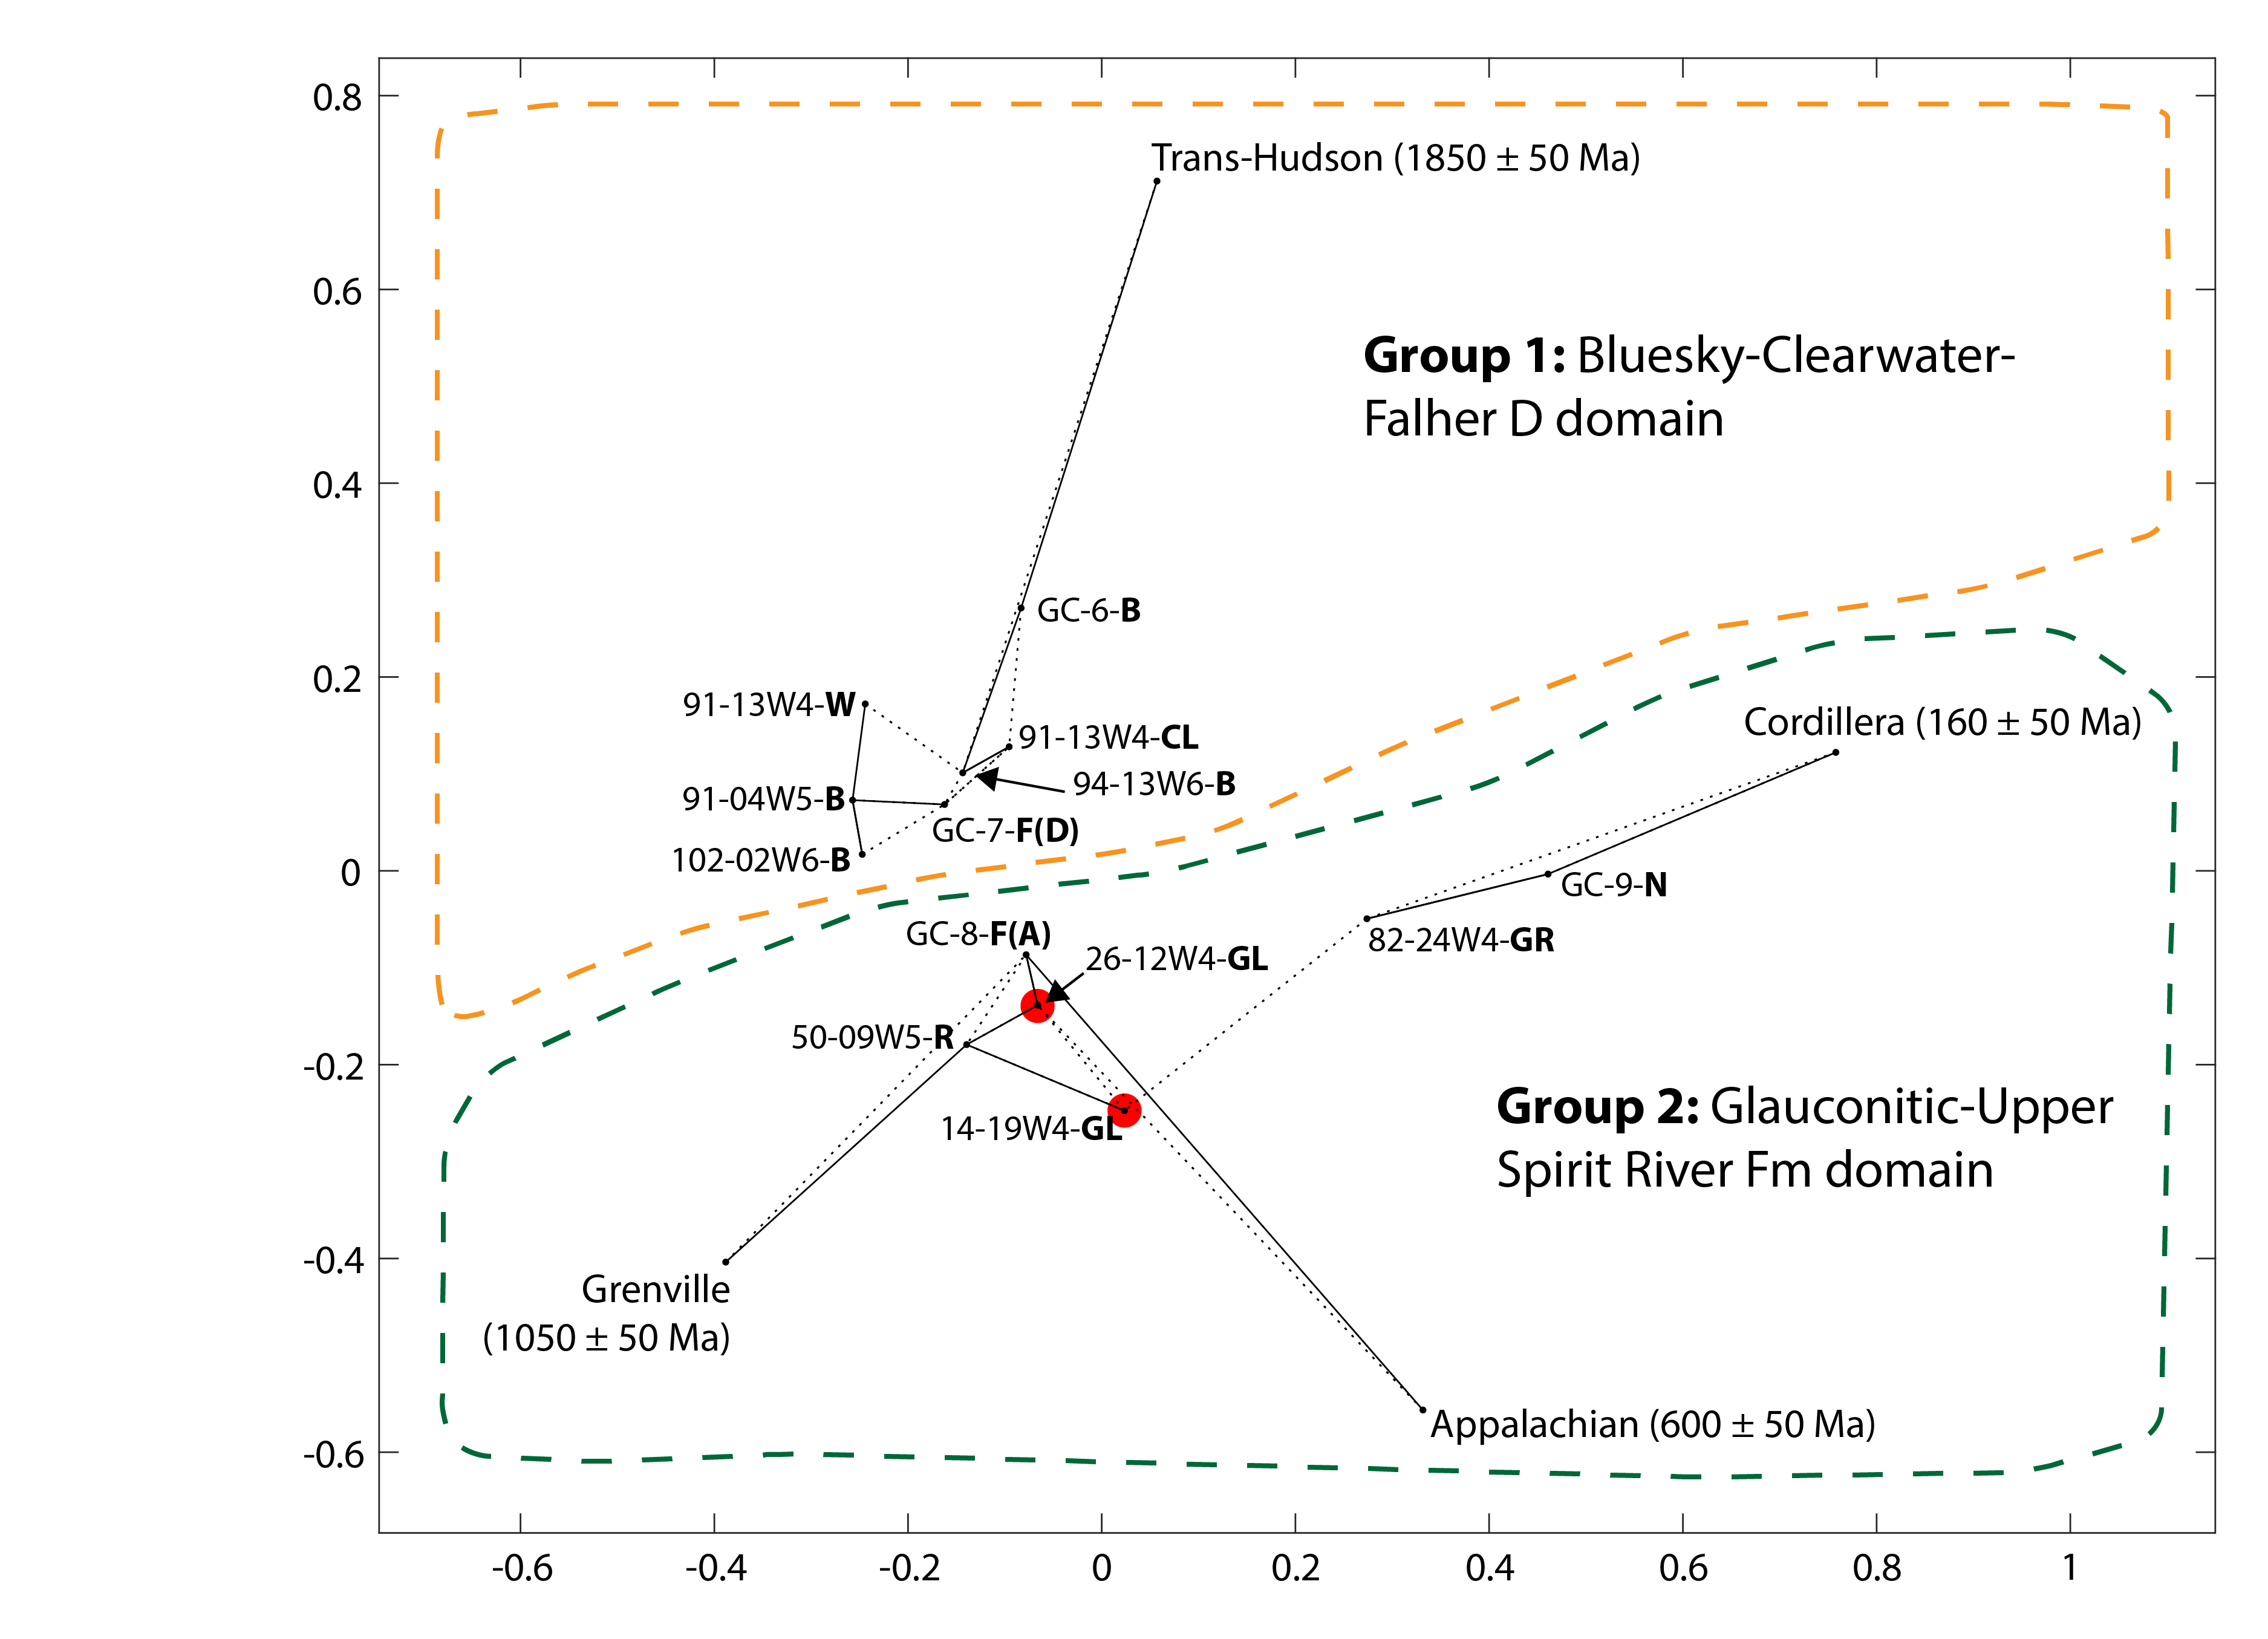 0.8
Trans-Hudson (1850 ± 50 Ma)
0.6
Group 1: Bluesky-Clearwater-
Falher D domain
0.4
GC-6-B
0.2
91-13W4-W
Cordillera (160 ± 50 Ma)
91-13W4-CL
94-13W6-B
91-04W5-B
GC-7-F(D)
102-02W6-B
0
GC-9-N
GC-8-F(A)
82-24W4-GR
26-12W4-GL
50-09W5-R
-0.2
Group 2: Glauconitic-Upper
Spirit River Fm domain
14-19W4-GL
-0.4
Grenville
(1050 ± 50 Ma)
Appalachian (600 ± 50 Ma)
-0.6
-0.6 -0.4 -0.2 0 0.2 0.4 0.6 0.8 1